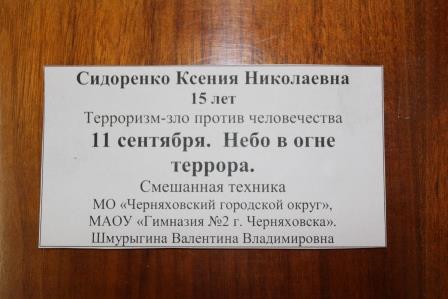 Сидоренко Ксения Николаевна
15 лет
Терроризм-зло против человечества
11 сентября. Небо в огне
террора.
Смешанная техника
МО «Черняховский городской округ»,
МАОУ «Гимназия №2 г. Черняховска».
Шмурыгина Валентина Владимировна